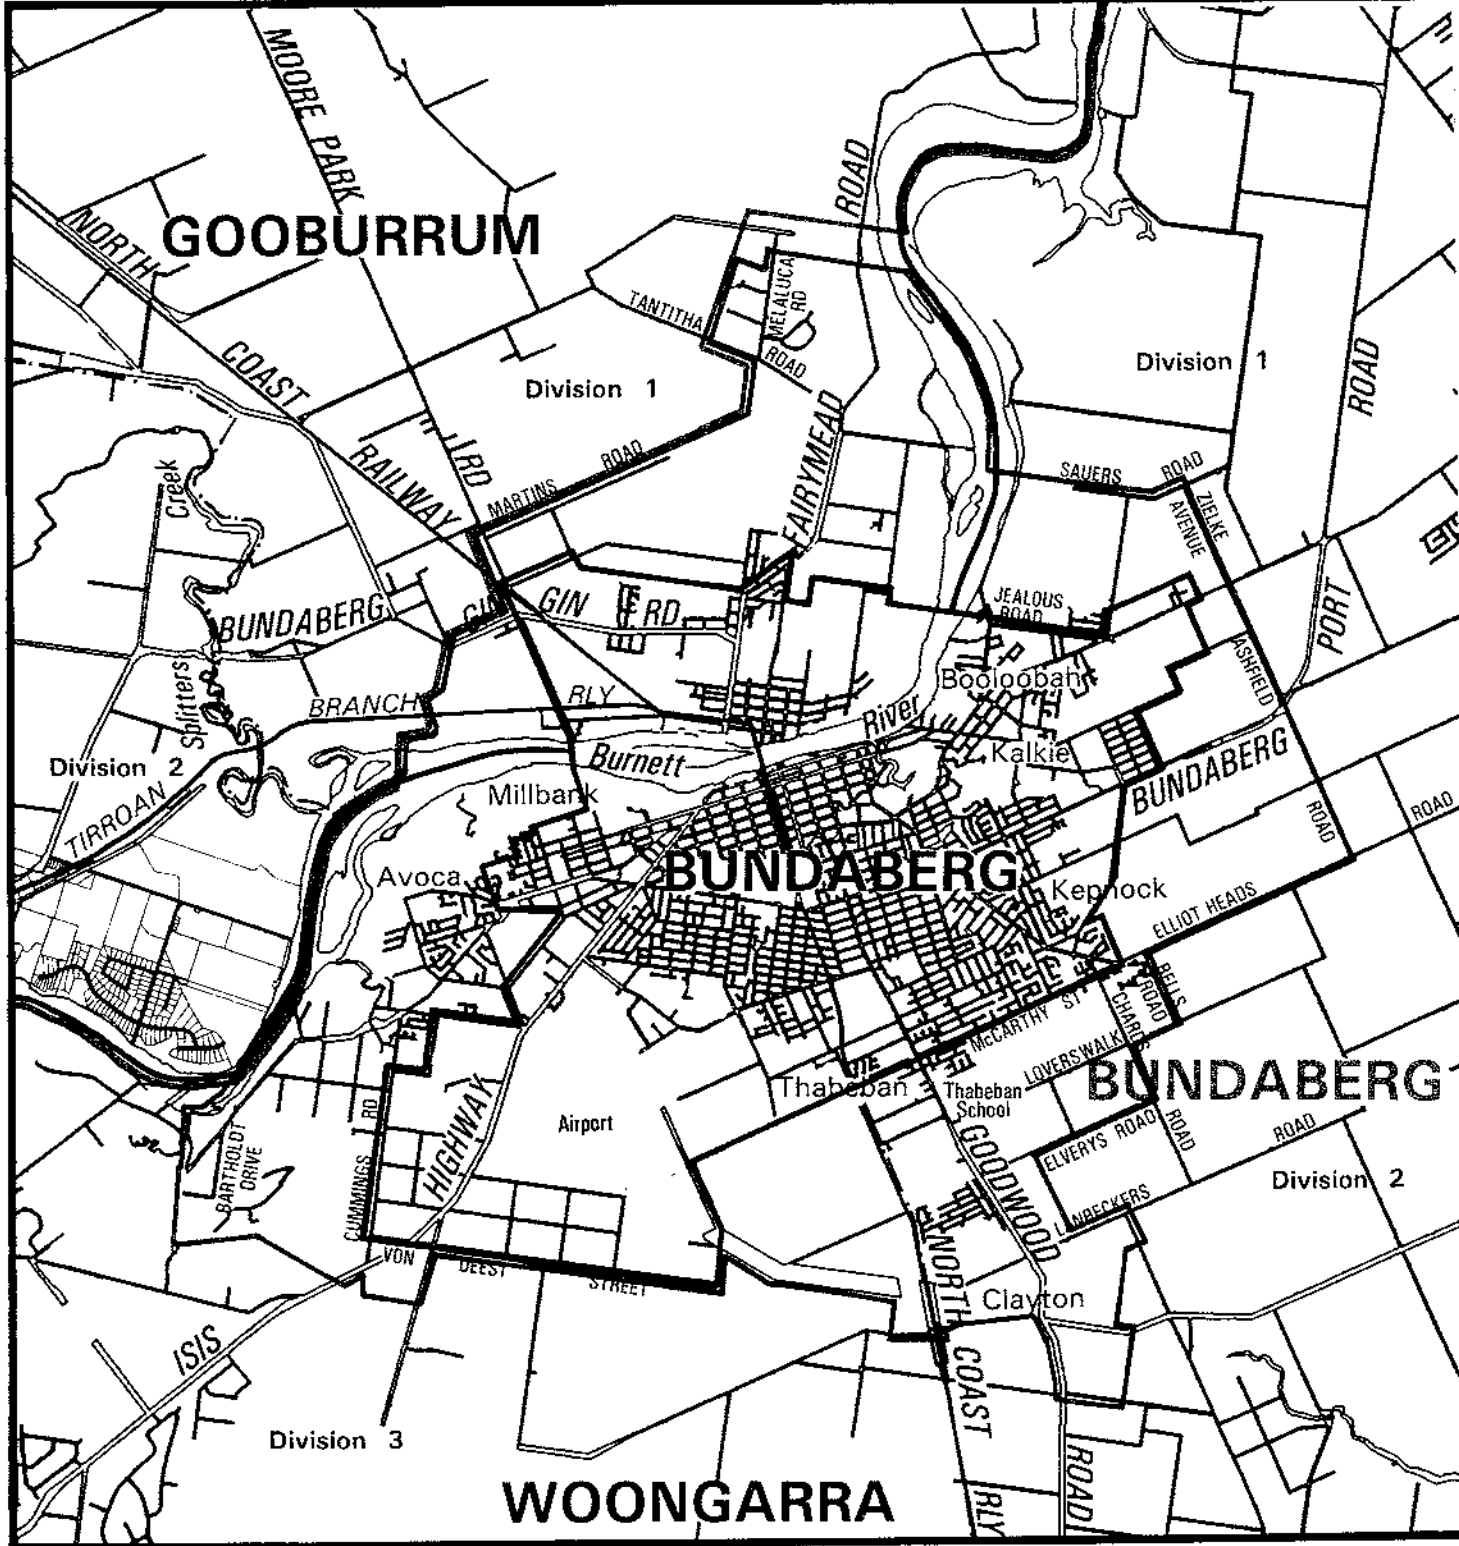 MOORE PARK
ROAD
NORTH
GOOBURRUM
ROAD
TANTITHA
MELALUCA
RD
ROAD
COAST
Division 1
Division 1
RAILWAY
RD
MARTINS ROAD
FAIRYMEAD
SAUERS ROAD
Creek
ZIELKE
AVENUE
BUNDABERG
GIN
GIN RD
JEALOUS
ROAD
PORT
Splitters
BRANCH
RLY
Booloobah
ASHFIELD
River
Burnett
Kalkie
BUNDABERG
Division 2
TIRROAN
Millbank
ROAD
ROAD
Avoca
BUNDABERG
Kepnock
ELLIOT HEADS
BELLS
ROAD
McCARTHY ST
LOVERSWALK
Thabeban
Thabeban
School
BUNDABERG
RD
HIGHWAY
Airport
BARTHOLDT
DRIVE
CUMMINGS
GOODWOOD
ELVERYS ROAD
ROAD
ROAD
Division 2
VON
DEEST
STREET
NORTH
Clayton
ISIS
COAST
Division 3
ROAD
WOONGARRA
RLY